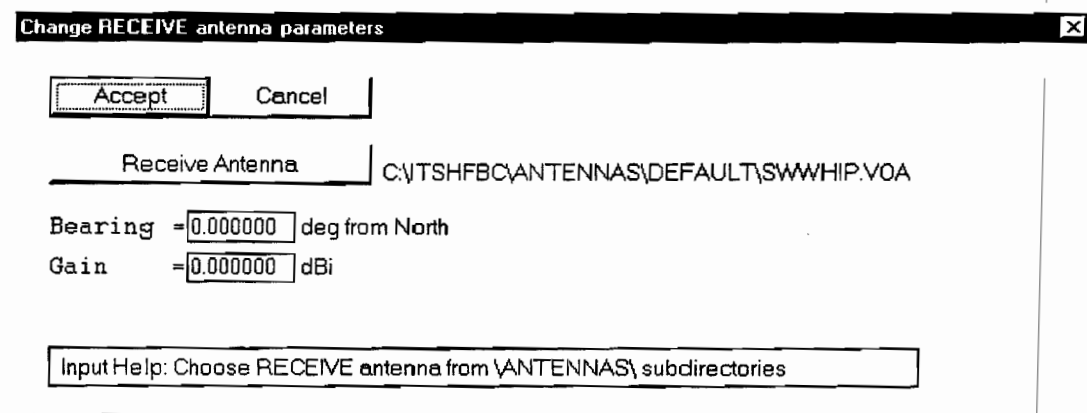 Change RECEIVE antenna parameters
Accept Cancel
Receive Antenna C:\ITSHFBC\ANTENNAS\DEFAULT\SWWHIP.VOA
Bearing =0.000000 deg from North
Gain =0.000000 dBi
Input Help: Choose RECEIVE antenna from \ANTENNAS\ subdirectories